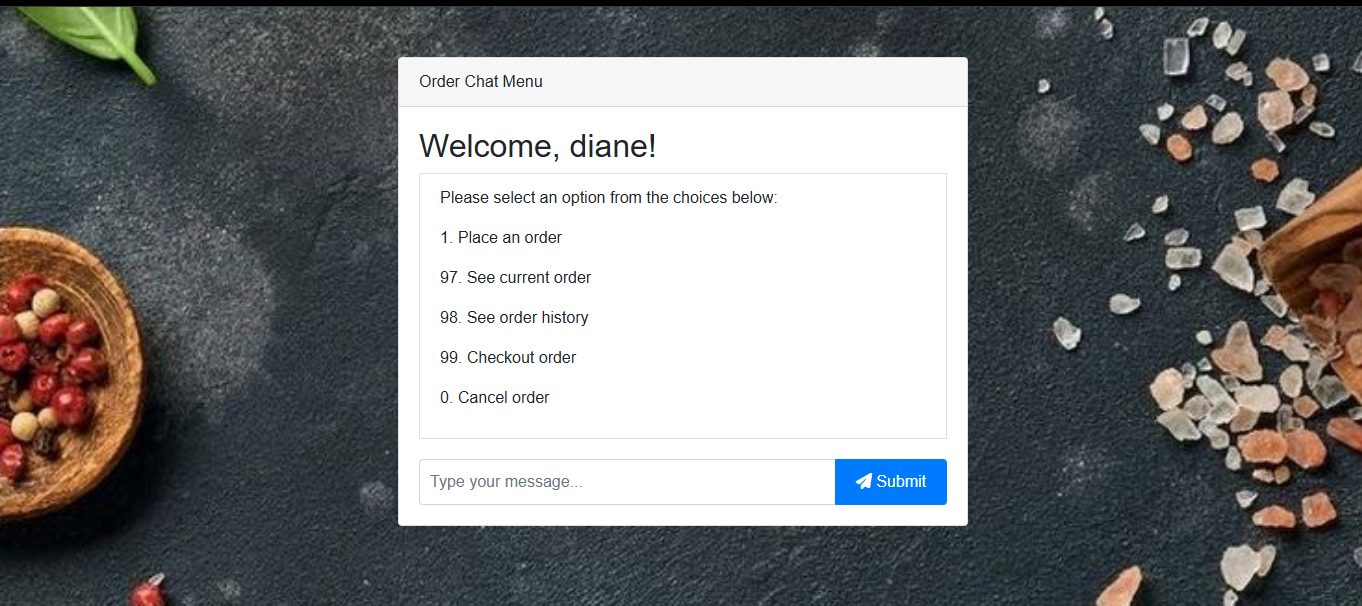 Order Chat Menu
Welcome, diane!
Please select an option from the choices below:
1. Place an order
97. See current order
98. See order history
99. Checkout order
0. Cancel order
Type your message...
Submit